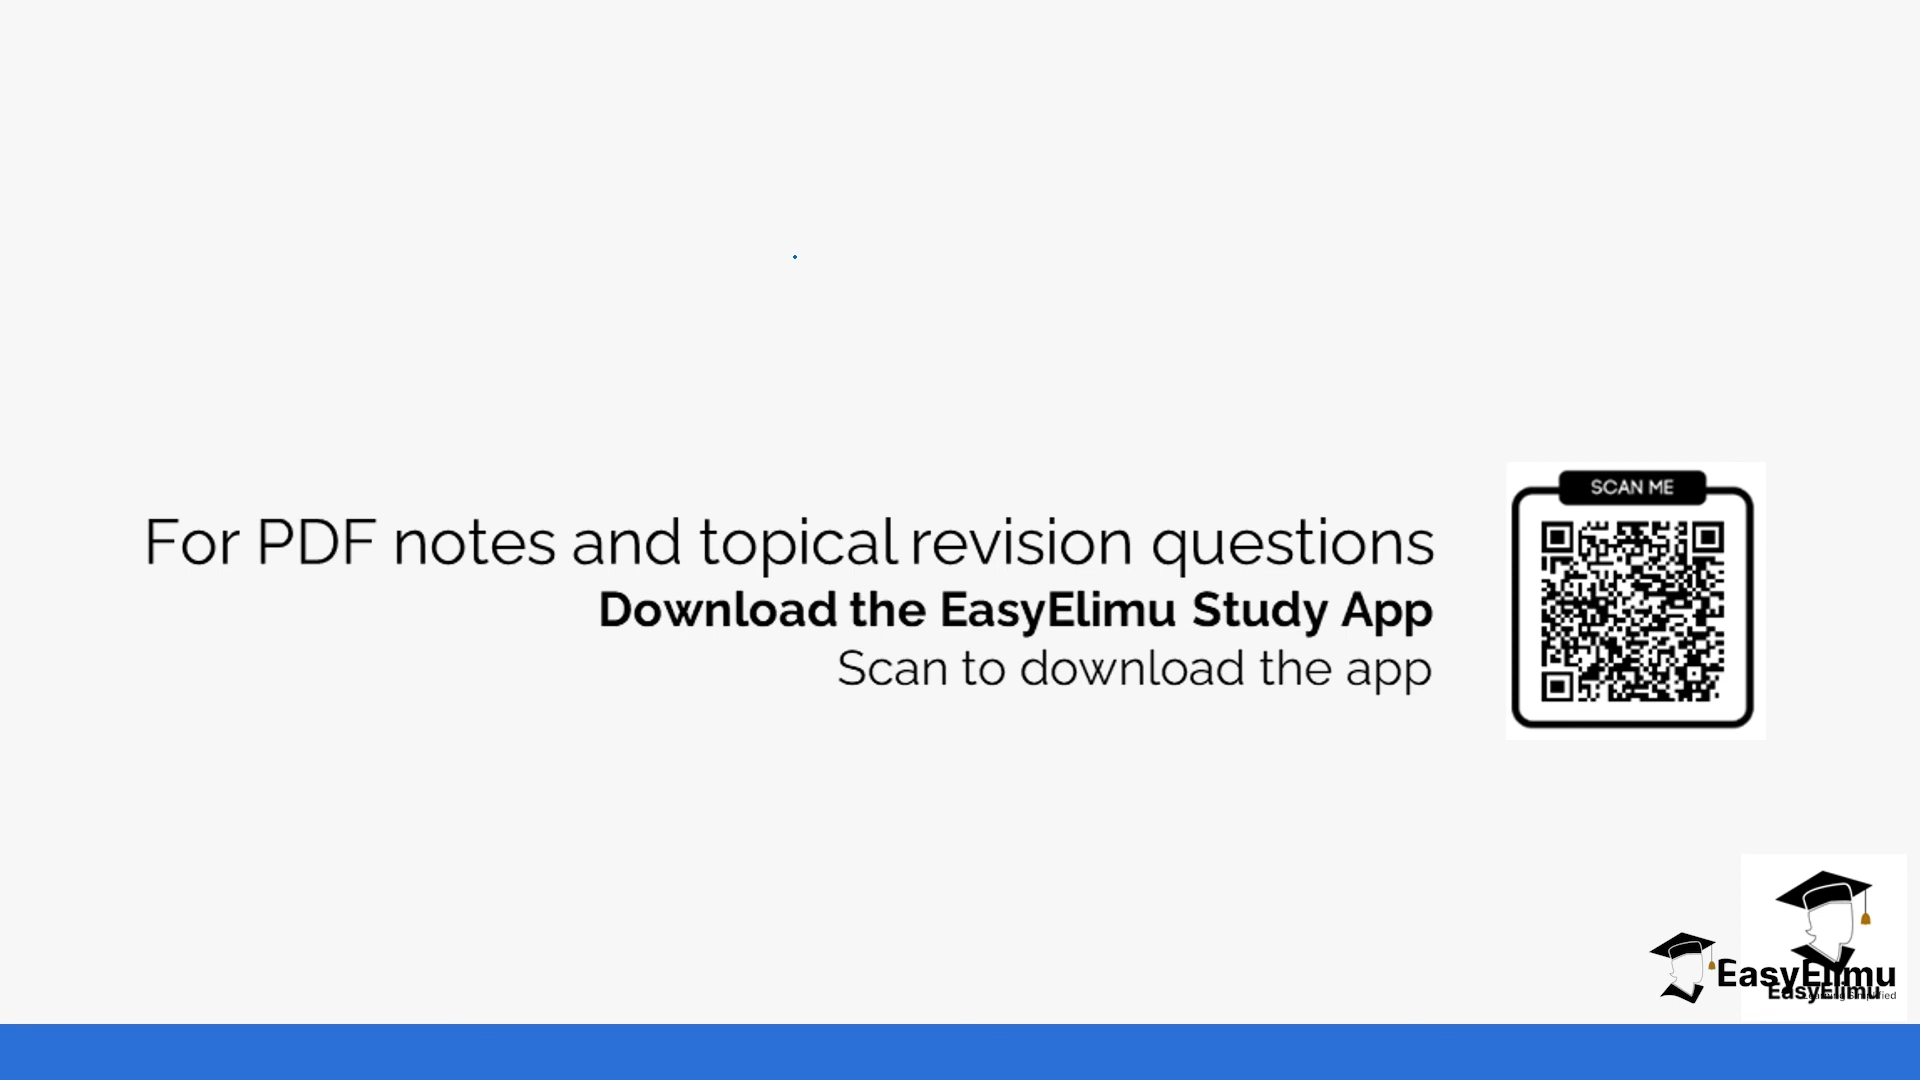 SCAN ME
For PDF notes and topical revision questions
Download the EasyElimu Study App
Scan to download the app
EasyElimu
EasyElimu